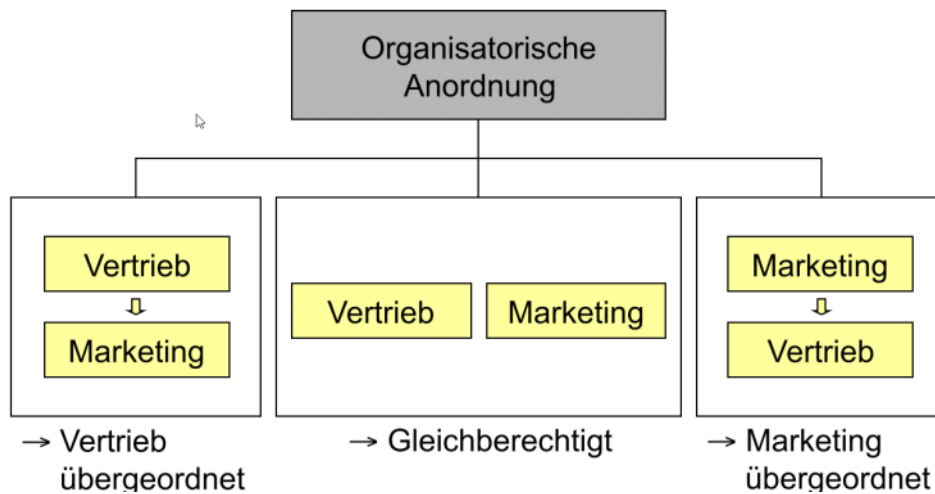 Organisatorische
Anordnung
Vertrieb
Marketing
→ Vertrieb
übergeordnet
Vertrieb
Marketing
→ Gleichberechtigt
Marketing
Vertrieb
→ Marketing
übergeordnet